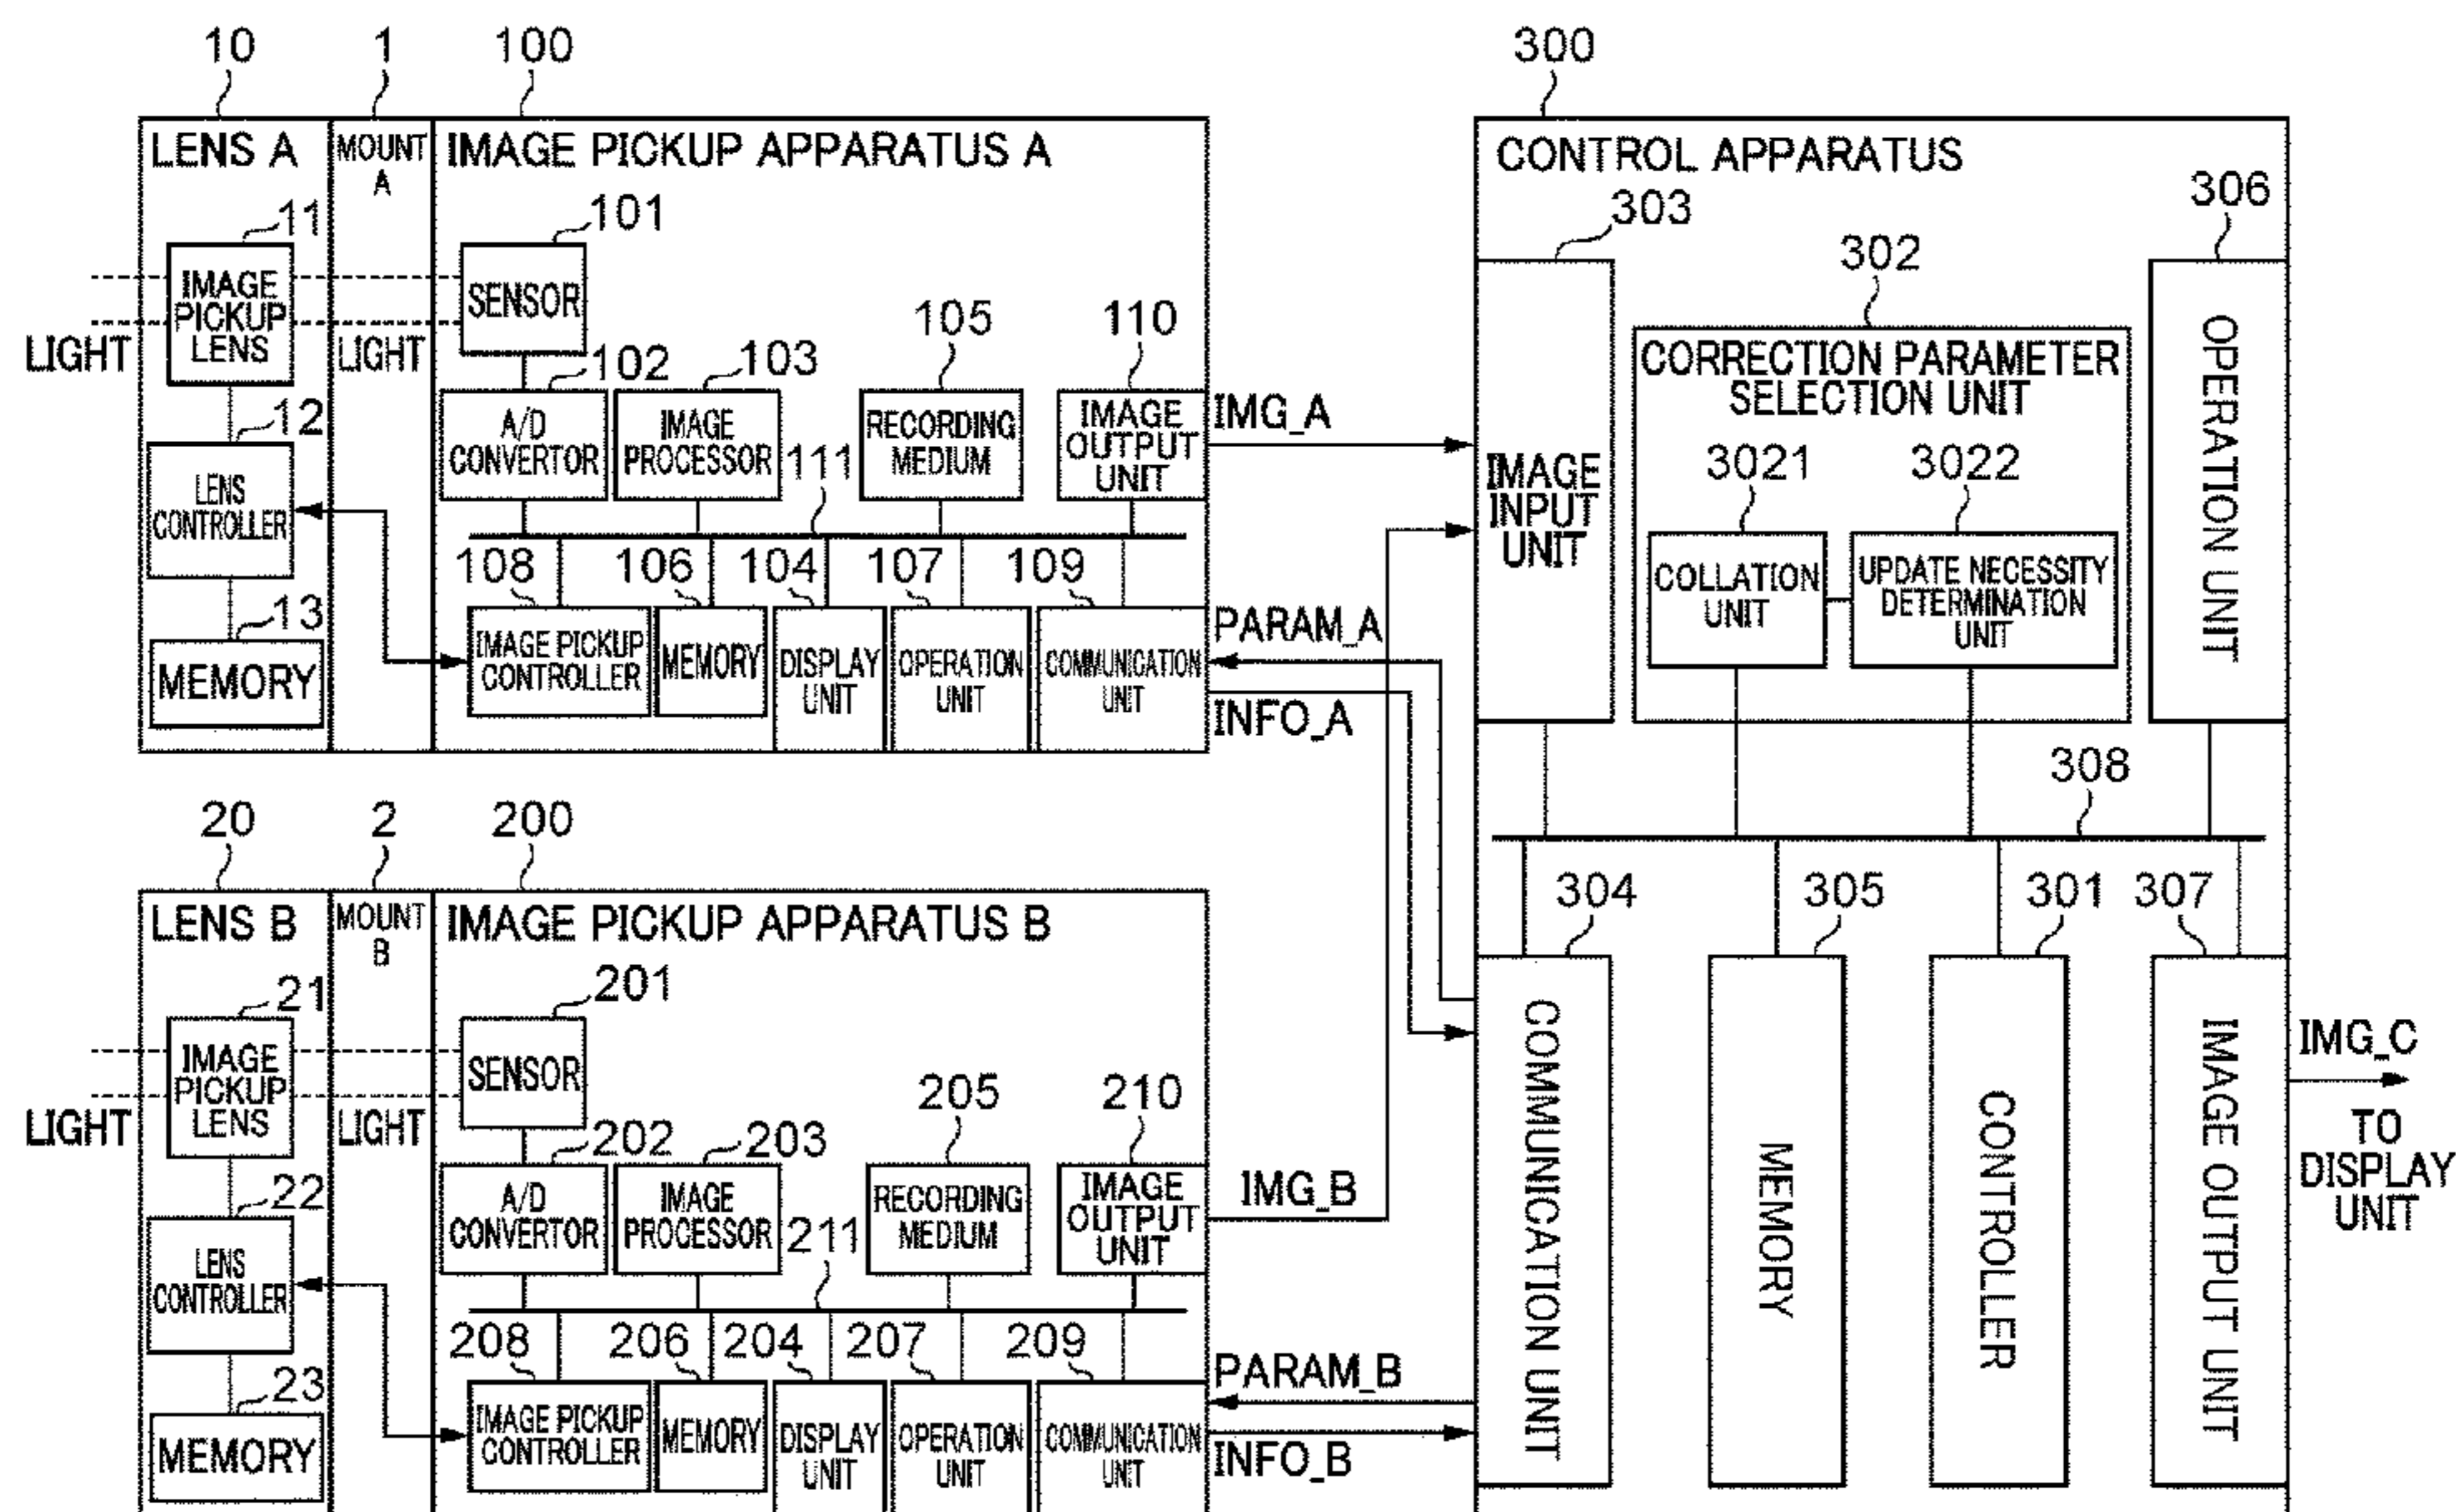 10
1
100
300
LENS A
MOUNT
A
IMAGE PICKUP APPARATUS A
11
101
IMAGE
PICKUP
LENS
SENSOR
LIGHT
LIGHT
102
103
105
110
12
A/D
CONVERTOR
IMAGE
PROCESSOR
111
RECORDING
MEDIUM
IMAGE
OUTPUT
UNIT
IMG_A
LENS
CONTROLLER
108
106
104
107
109
13
MEMORY
IMAGE PICKUP
CONTROLLER
MEMORY
DISPLAY
UNIT
OPERATION
UNIT
COMMUNICATION
UNIT
PARAM_A
INFO_A
CONTROL APPARATUS
303
306
302
IMAGE
INPUT
UNIT
CORRECTION PARAMETER
SELECTION UNIT
3021
3022
COLLATION
UNIT
UPDATE NECESSITY
DETERMINATION
UNIT
OPERATION UNIT
308
304
305
301
307
COMMUNICATION UNIT
MEMORY
CONTROLLER
IMAGE OUTPUT UNIT
IMG_C
TO
DISPLAY
UNIT
20
2
200
LENS B
MOUNT
B
IMAGE PICKUP APPARATUS B
21
201
IMAGE
PICKUP
LENS
SENSOR
LIGHT
LIGHT
202
203
205
210
22
A/D
CONVERTOR
IMAGE
PROCESSOR
211
RECORDING
MEDIUM
IMAGE
OUTPUT
UNIT
IMG_B
LENS
CONTROLLER
208
206
204
207
209
23
MEMORY
IMAGE PICKUP
CONTROLLER
MEMORY
DISPLAY
UNIT
OPERATION
UNIT
COMMUNICATION
UNIT
PARAM_B
INFO_B